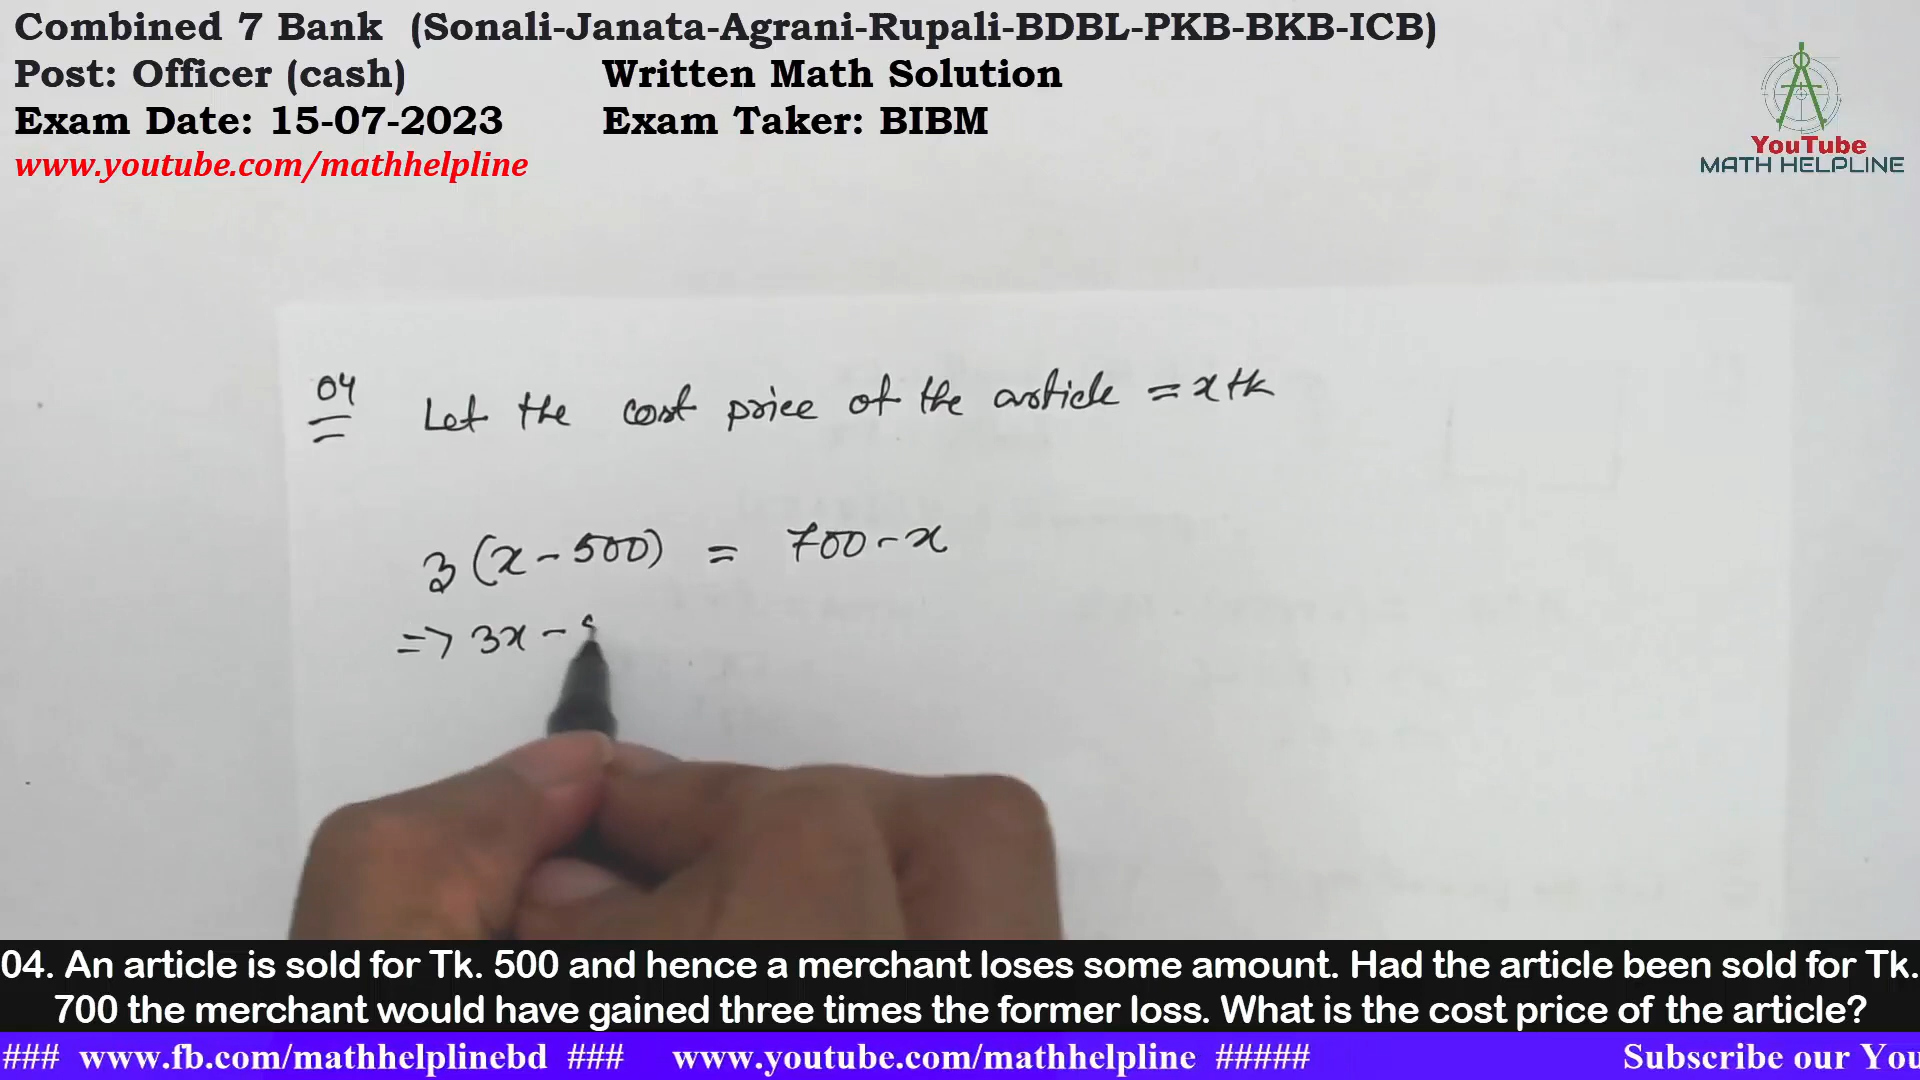 Combined 7 Bank (Sonali-Janata-Agrani-Rupali-BDBL-PKB-BKB-ICB)
Post: Officer (cash) Written Math Solution
Exam Date: 15-07-2023 Exam Taker: BIBM
www.youtube.com/mathhelpline
YouTube
MATH HELPLINE
04 Let the cost price of the article = x tk
3(x-500) = 700-x
=> 3x -
04. An article is sold for Tk. 500 and hence a merchant loses some amount. Had the article been sold for Tk.
700 the merchant would have gained three times the former loss. What is the cost price of the article?
### www.fb.com/mathhelplinebd ### www.youtube.com/mathhelpline ##### Subscribe our You